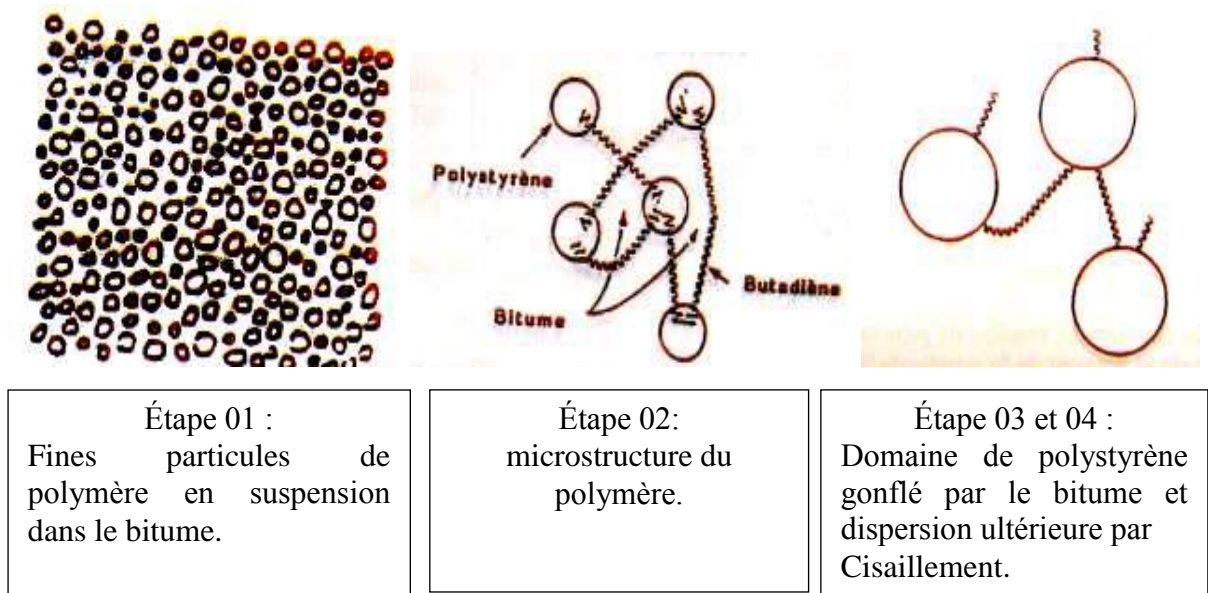 Polystyrène
Butadiène
Bitume
Étape 01 :
Fines particules de
polymère en suspension
dans le bitume.
Étape 02:
microstructure du
polymère.
Étape 03 et 04 :
Domaine de polystyrène
gonflé par le bitume et
dispersion ultérieure par
Cisaillement.